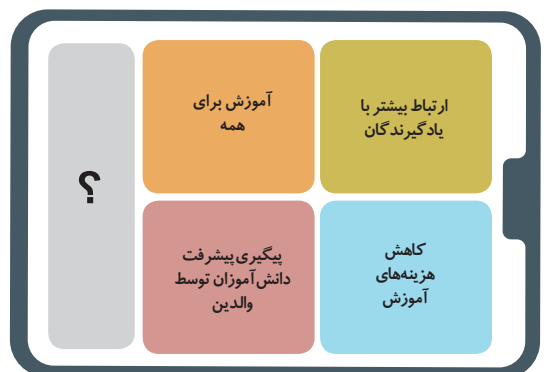 ارتباط بیشتر با
یادگیرندگان
آموزش برای
همه
کاهش
هزینه‌های
آموزش
پیگیری پیشرفت
دانش‌آموزان توسط
والدین
؟